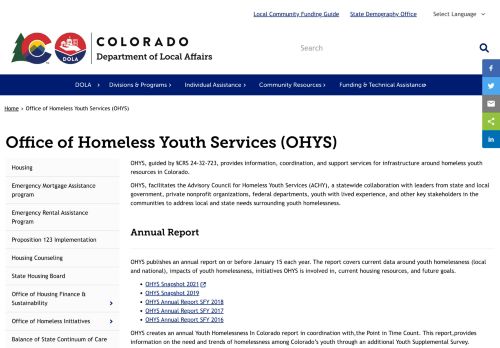 Local Community Funding Guide State Demography Office Select Language
COLORADO
Department of Local Affairs
DOLA
Search
DOLA Divisions & Programs Individual Assistance Community Resources Funding & Technical Assistance
Home > Office of Homeless Youth Services (OHYS)
Office of Homeless Youth Services (OHYS)
Housing
Emergency Mortgage Assistance
program
Emergency Rental Assistance
Program
Proposition 123 Implementation
Housing Counseling
State Housing Board
Office of Housing Finance &
Sustainability
Office of Homeless Initiatives
Balance of State Continuum of Care
OHYS, guided by §CRS 24-32-723, provides information, coordination, and support services for infrastructure around homeless youth
resources in Colorado.
OHYS, facilitates the Advisory Council for Homeless Youth Services (ACHY), a statewide collaboration with leaders from state and local
government, private nonprofit organizations, federal departments, youth with lived experience, and other key stakeholders in the
communities to address local and state needs surrounding youth homelessness.
Annual Report
OHYS publishes an annual report on or before January 15 each year. The report covers current data around youth homelessness (local
and national), impacts of youth homelessness, initiatives OHYS is involved in, current housing resources, and future goals.
OHYS Snapshot 2021
OHYS Snapshot 2019
OHYS Annual Report SFY 2018
OHYS Annual Report SFY 2017
OHYS Annual Report SFY 2016
OHYS creates an annual Youth Homelessness In Colorado report in coordination with the Point in Time Count. This report provides
information on the need and trends of homelessness among Colorado's youth through an additional Youth Supplemental Survey.